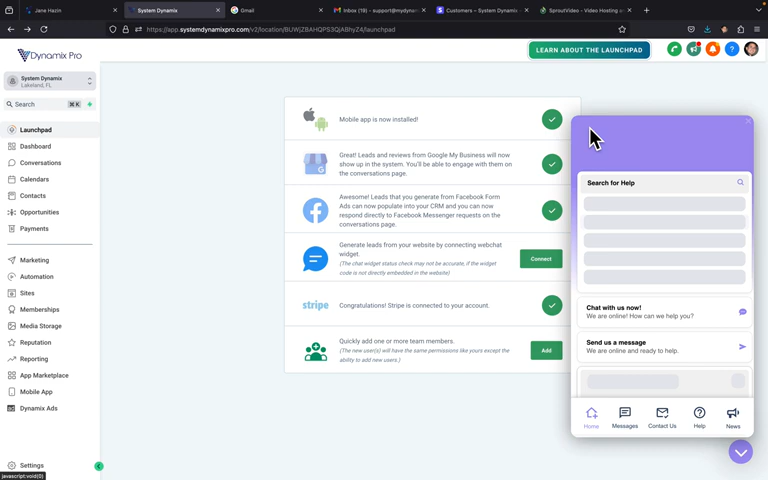 Jane Hazin
System Dynamix
Gmail
Inbox (19) – support@mydynam
Customers – System Dynamix
SproutVideo - Video Hosting o
https://app.systemdynamixpro.com/v2/location/BUWjZBAHQPS3QjABhyZ4/launchpad
Dynamix Pro
LEARN ABOUT THE LAUNCHPAD
System Dynamix
Lakeland, FL
Search
⌘ K
Launchpad
Dashboard
Conversations
Calendars
Contacts
Opportunities
Payments
Marketing
Automation
Sites
Memberships
Media Storage
Reputation
Reporting
App Marketplace
Mobile App
Dynamix Ads
Settings
javascript:void(0)
Mobile app is now installed!
Great! Leads and reviews from Google My Business will now
show up in the system. You'll be able to engage with them on
the conversations page.
Awesome! Leads that you generate from Facebook Form
Ads can now populate into your CRM and you can now
respond directly to Facebook Messenger requests on the
conversations page.
Generate leads from your website by connecting webchat
widget.
(The chat widget status check may not be accurate, if the widget
code is not directly embedded in the website)
Connect
stripe
Congratulations! Stripe is connected to your account.
Quickly add one or more team members.
(The new user(s) will have the same permissions like yours except the
ability to add new users.)
Add
Search for Help
Chat with us now!
We are online! How can we help you?
Send us a message
We are online and ready to help.
Home
Messages
Contact Us
Help
News